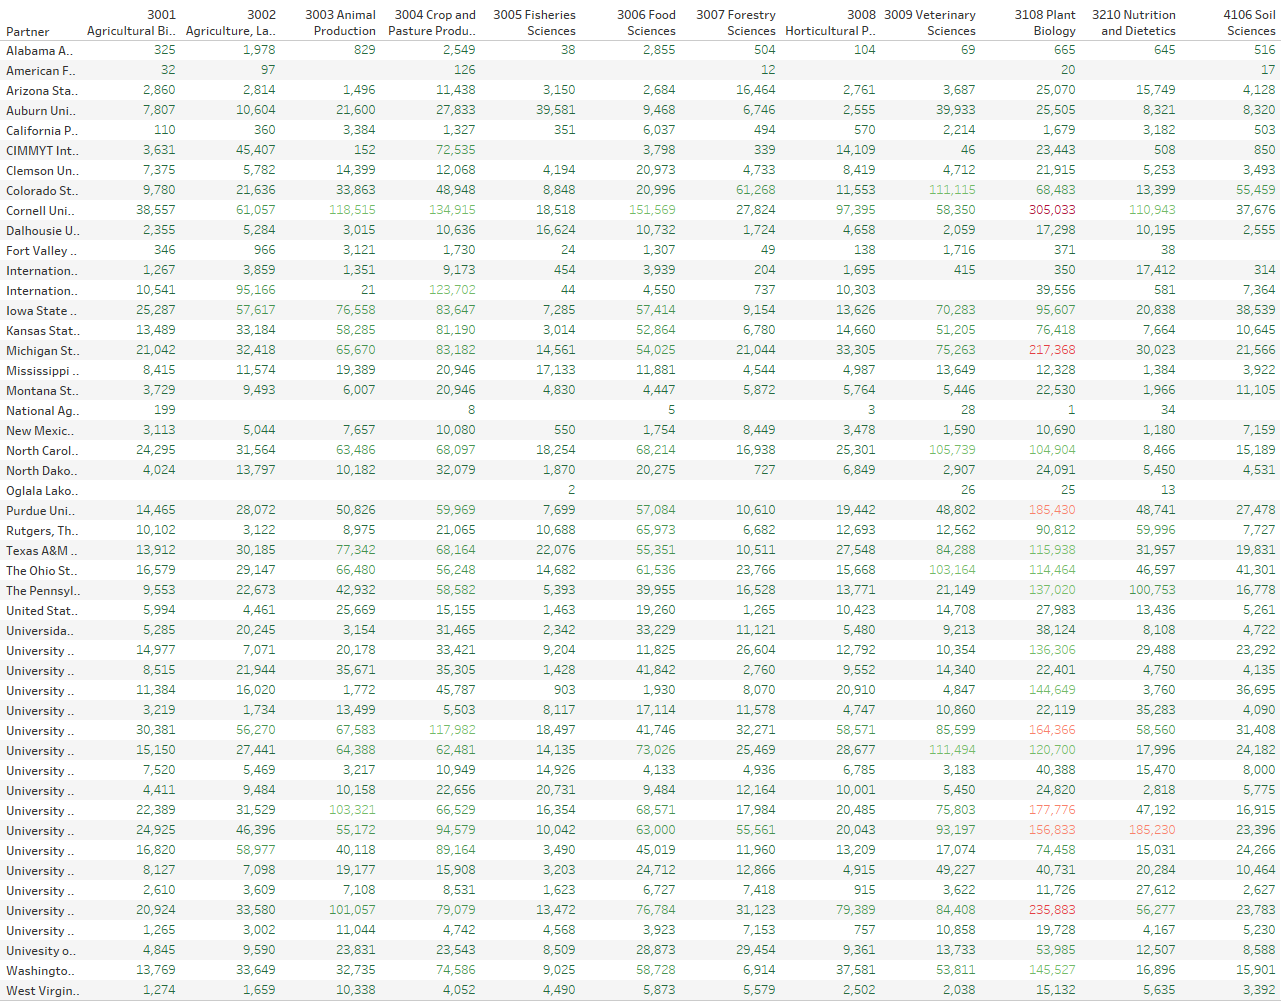 3001 3002 3003 Animal 3004 Crop and 3005 Fisheries 3006 Food 3007 Forestry 3008 3009 Veterinary 3108 Plant 3210 Nutrition 4106 Soil
Partner Agricultural Bi.. Agriculture, La.. Production Pasture Produ.. Sciences Sciences Sciences Horticultural P.. Sciences Biology and Dietetics Sciences
Alabama A.. 325 1,978 829 2,549 38 2,855 504 104 69 665 645 516
American F.. 32 97 126 12 20 17
Arizona Sta.. 2,860 2,814 1,496 11,438 3,150 2,684 16,464 2,761 3,687 25,070 15,749 4,128
Auburn Uni.. 7,807 10,604 21,600 27,833 39,581 9,468 6,746 2,555 39,933 25,505 8,321 8,320
California P.. 110 360 3,384 1,327 351 6,037 494 570 2,214 1,679 3,182 503
CIMMYT Int.. 3,631 45,407 152 72,535 3,798 339 14,109 46 23,443 508 850
Clemson Un.. 7,375 5,782 14,399 12,068 4,194 20,973 4,733 8,419 4,712 21,915 5,253 3,493
Colorado St.. 9,780 21,636 33,863 48,948 8,848 20,996 61,268 11,553 111,115 68,483 13,399 55,459
Cornell Uni.. 38,557 61,057 118,515 134,915 18,518 151,569 27,824 97,395 58,350 305,033 110,943 37,676
Dalhousie U.. 2,355 5,284 3,015 10,636 16,624 10,732 1,724 4,658 2,059 17,298 10,195 2,555
Fort Valley .. 346 966 3,121 1,730 24 1,307 49 138 1,716 371 38
Internation.. 1,267 3,859 1,351 9,173 454 3,939 204 1,695 415 350 17,412 314
Internation.. 10,541 95,166 21 123,702 44 4,550 737 10,303 39,556 581 7,364
Iowa State .. 25,287 57,617 76,558 83,647 7,285 57,414 9,154 13,626 70,283 95,607 20,838 38,539
Kansas Stat.. 13,489 33,184 58,285 81,190 3,014 52,864 6,780 14,660 51,205 76,418 7,664 10,645
Michigan St.. 21,042 32,418 65,670 83,182 14,561 54,025 21,044 33,305 75,263 217,368 30,023 21,566
Mississippi .. 8,415 11,574 19,389 20,946 17,133 11,881 4,544 4,987 13,649 12,328 1,384 3,922
Montana St.. 3,729 9,493 6,007 20,946 4,830 4,447 5,872 5,764 5,446 22,530 1,966 11,105
National Ag.. 199 8 5 3 28 1 34
New Mexic.. 3,113 5,044 7,657 10,080 550 1,754 8,449 3,478 1,590 10,690 1,180 7,159
North Carol.. 24,295 31,564 63,486 68,097 18,254 68,214 16,938 25,301 105,739 104,904 8,466 15,189
North Dako.. 4,024 13,797 10,182 32,079 1,870 20,275 727 6,849 2,907 24,091 5,450 4,531
Oglala Lako.. 2 26 25 13
Purdue Uni.. 14,465 28,072 50,826 59,969 7,699 57,084 10,610 19,442 48,802 185,430 48,741 27,478
Rutgers, Th.. 10,102 3,122 8,975 21,065 10,688 65,973 6,682 12,693 12,562 90,812 59,996 7,727
Texas A&M .. 13,912 30,185 77,342 68,164 22,076 55,351 10,511 27,548 84,288 115,938 31,957 19,831
The Ohio St.. 16,579 29,147 66,480 56,248 14,682 61,536 23,766 15,668 103,164 114,464 46,597 41,301
The Pennsyl.. 9,553 22,673 42,932 58,582 5,393 39,955 16,528 13,771 21,149 137,020 100,753 16,778
United Stat.. 5,994 4,461 25,669 15,155 1,463 19,260 1,265 10,423 14,708 27,983 13,436 5,261
Universida.. 5,285 20,245 3,154 31,465 2,342 33,229 11,121 5,480 9,213 38,124 8,108 4,722
University .. 14,977 7,071 20,178 33,421 9,204 11,825 26,604 12,792 10,354 136,306 29,488 23,292
University .. 8,515 21,944 35,671 35,305 1,428 41,842 2,760 9,552 14,340 22,401 4,750 4,135
University .. 11,384 16,020 1,772 45,787 903 1,930 8,070 20,910 4,847 144,649 3,760 36,695
University .. 3,219 1,734 13,499 5,503 8,117 17,114 11,578 4,747 10,860 22,119 35,283 4,090
University .. 30,381 56,270 67,583 117,982 18,497 41,746 32,271 58,571 85,599 164,366 58,560 31,408
University .. 15,150 27,441 64,388 62,481 14,135 73,026 25,469 28,677 111,494 120,700 17,996 24,182
University .. 7,520 5,469 3,217 10,949 14,926 4,133 4,936 6,785 3,183 40,388 15,470 8,000
University .. 4,411 9,484 10,158 22,656 20,731 9,484 12,164 10,001 5,450 24,820 2,818 5,775
University .. 22,389 31,529 103,321 66,529 16,354 68,571 17,984 20,485 75,803 177,776 47,192 16,915
University .. 24,925 46,396 55,172 94,579 10,042 63,000 55,561 20,043 93,197 156,833 185,230 23,396
University .. 16,820 58,977 40,118 89,164 3,490 45,019 11,960 13,209 17,074 74,458 15,031 24,266
University .. 8,127 7,098 19,177 15,908 3,203 24,712 12,866 4,915 49,227 40,731 20,284 10,464
University .. 2,610 3,609 7,108 8,531 1,623 6,727 7,418 915 3,622 11,726 27,612 2,627
University .. 20,924 33,580 101,057 79,079 13,472 76,784 31,123 79,389 84,408 235,883 56,277 23,783
University .. 1,265 3,002 11,044 4,742 4,568 3,923 7,153 757 10,858 19,728 4,167 5,230
Univesity o.. 4,845 9,590 23,831 23,543 8,509 28,873 29,454 9,361 13,733 53,985 12,507 8,588
Washingto.. 13,769 33,649 32,735 74,586 9,025 58,728 6,914 37,581 53,811 145,527 16,896 15,901
West Virgin.. 1,274 1,659 10,338 4,052 4,490 5,873 5,579 2,502 2,038 15,132 5,635 3,392